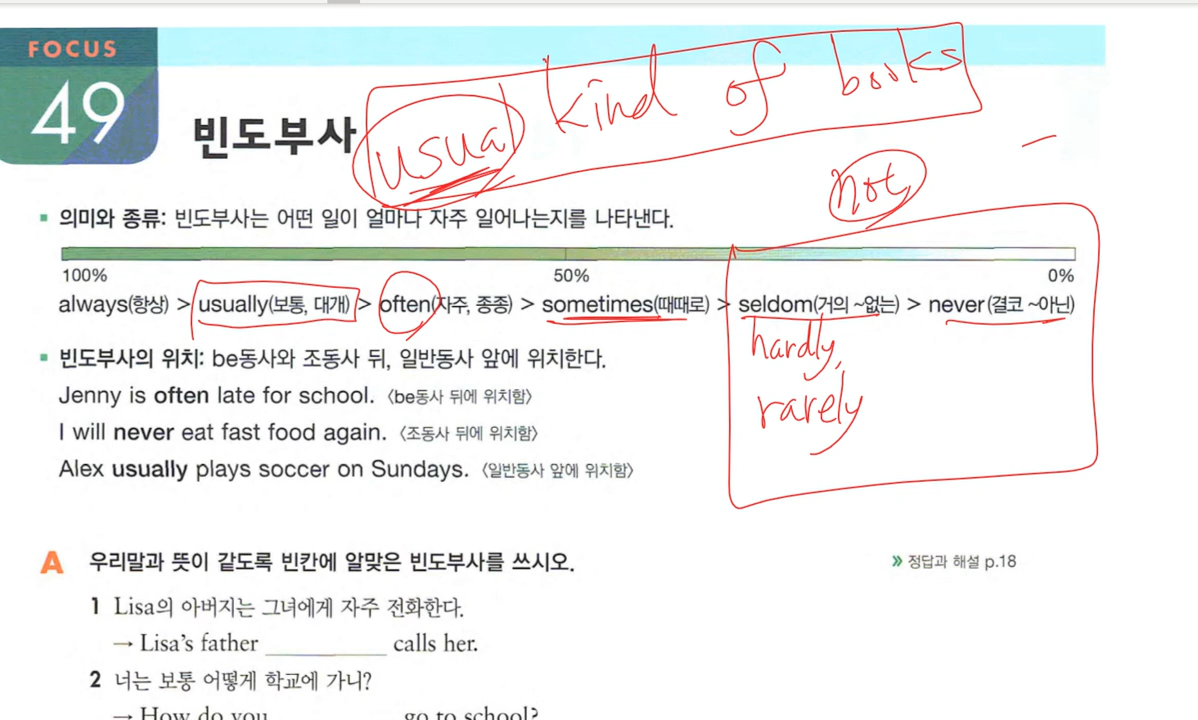 FOCUS
49
빈도부사
usual kind of books
not
▪ 의미와 종류: 빈도부사는 어떤 일이 얼마나 자주 일어나는지를 나타낸다.
100% 50% 0%
always(항상) > usually(보통, 대개) > often(자주, 종종) > sometimes(때때로) > seldom(거의 ~없는) > never(결코 ~아닌)
hardly,
rarely
▪ 빈도부사의 위치: be동사와 조동사 뒤, 일반동사 앞에 위치한다.
Jenny is often late for school. 〈be동사 뒤에 위치함〉
I will never eat fast food again. 〈조동사 뒤에 위치함〉
Alex usually plays soccer on Sundays. 〈일반동사 앞에 위치함〉
A 우리말과 뜻이 같도록 빈칸에 알맞은 빈도부사를 쓰시오.
» 정답과 해설 p.18
1 Lisa의 아버지는 그녀에게 자주 전화한다.
→ Lisa's father __________ calls her.
2 너는 보통 어떻게 학교에 가니?
→ How do you __________ go to school?